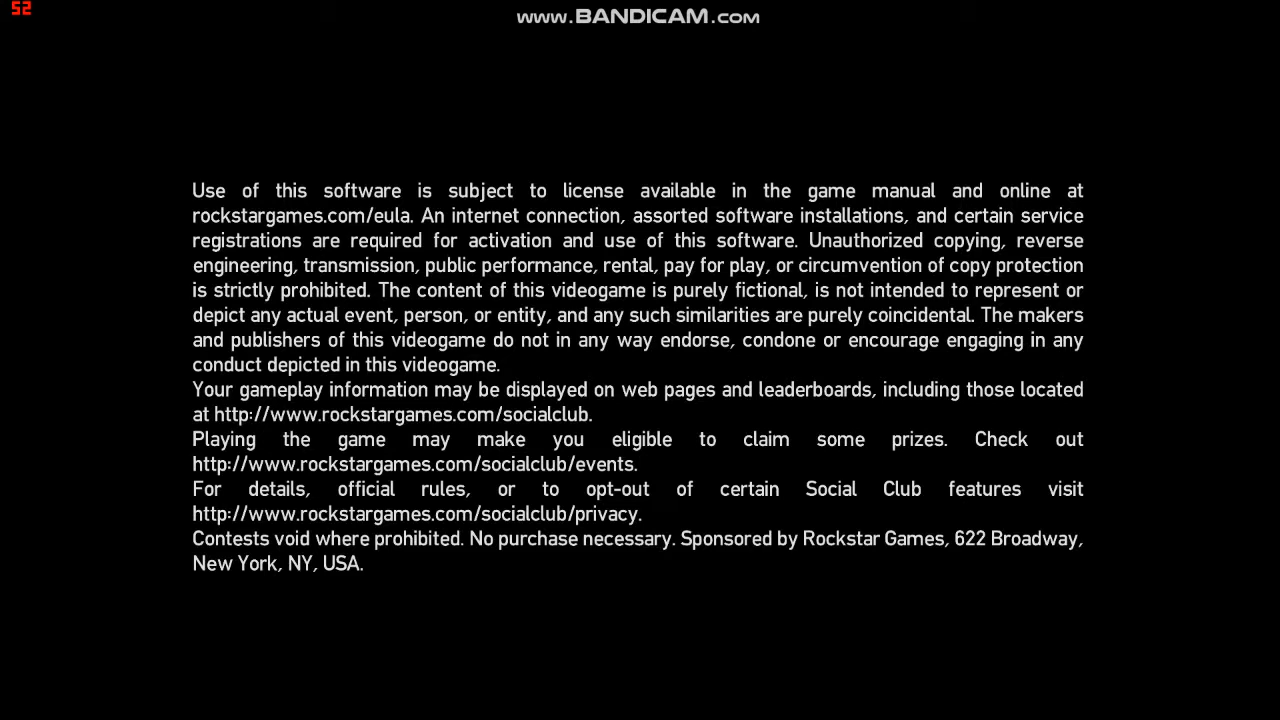 52
www.BANDICAM.com
Use of this software is subject to license available in the game manual and online at
rockstargames.com/eula. An internet connection, assorted software installations, and certain service
registrations are required for activation and use of this software. Unauthorized copying, reverse
engineering, transmission, public performance, rental, pay for play, or circumvention of copy protection
is strictly prohibited. The content of this videogame is purely fictional, is not intended to represent or
depict any actual event, person, or entity, and any such similarities are purely coincidental. The makers
and publishers of this videogame do not in any way endorse, condone or encourage engaging in any
conduct depicted in this videogame.
Your gameplay information may be displayed on web pages and leaderboards, including those located
at http://www.rockstargames.com/socialclub.
Playing the game may make you eligible to claim some prizes. Check out
http://www.rockstargames.com/socialclub/events.
For details, official rules, or to opt-out of certain Social Club features visit
http://www.rockstargames.com/socialclub/privacy.
Contests void where prohibited. No purchase necessary. Sponsored by Rockstar Games, 622 Broadway,
New York, NY, USA.